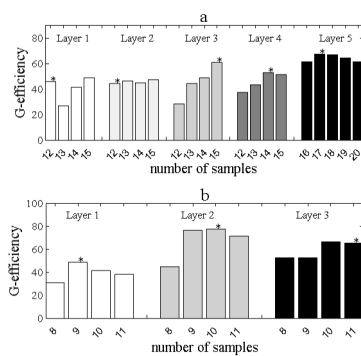 a
80
60
40
20
0
G-efficiency
Layer 1 Layer 2 Layer 3 Layer 4 Layer 5
* * * * *
12 13 14 15 12 13 14 15 12 13 14 15 12 13 14 15 16 17 18 19 20
number of samples
b
100
80
60
40
20
0
G-efficiency
Layer 1 Layer 2 Layer 3
* * *
8 9 10 11 8 9 10 11 8 9 10 11
number of samples